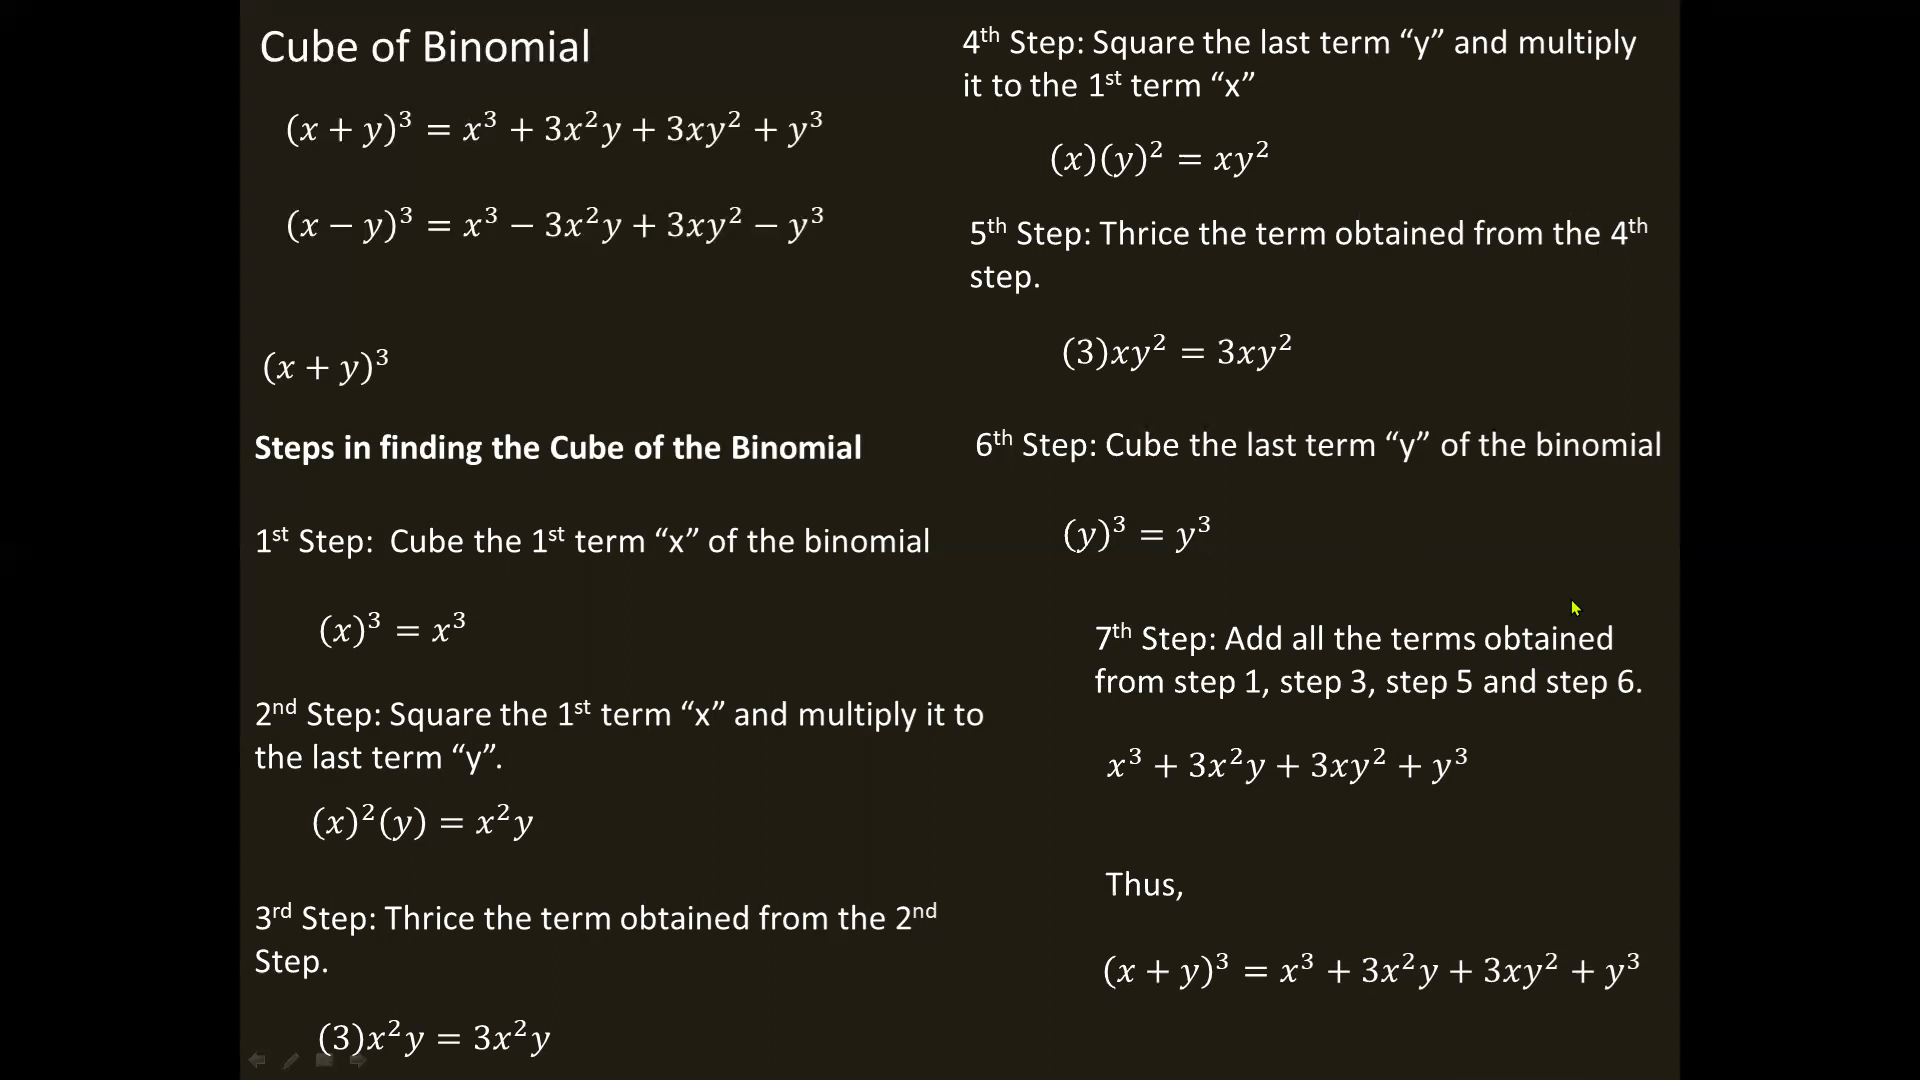 Cube of Binomial
(x + y)³ = x³ + 3x²y + 3xy² + y³
(x − y)³ = x³ − 3x²y + 3xy² − y³
(x + y)³
Steps in finding the Cube of the Binomial
1st Step:  Cube the 1st term “x” of the binomial
(x)³ = x³
2nd Step: Square the 1st term “x” and multiply it to
the last term “y”.
(x)²(y) = x²y
3rd Step: Thrice the term obtained from the 2nd
Step.
(3)x²y = 3x²y
4th Step: Square the last term “y” and multiply
it to the 1st term “x”
(x)(y)² = xy²
5th Step: Thrice the term obtained from the 4th
step.
(3)xy² = 3xy²
6th Step: Cube the last term “y” of the binomial
(y)³ = y³
7th Step: Add all the terms obtained
from step 1, step 3, step 5 and step 6.
x³ + 3x²y + 3xy² + y³
Thus,
(x + y)³ = x³ + 3x²y + 3xy² + y³